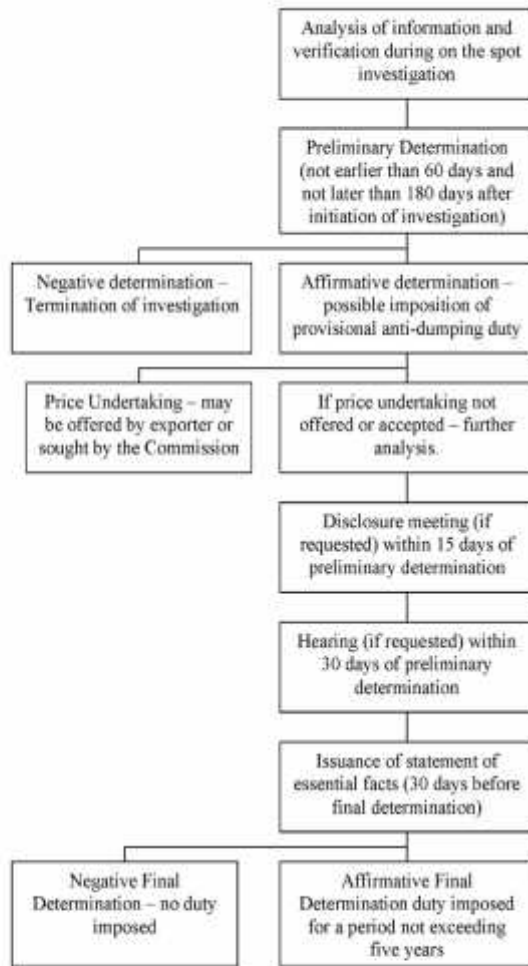 Analysis of information and
verification during on the spot
investigation
Preliminary Determination
(not earlier than 60 days and
not later than 180 days after
initiation of investigation)
Negative determination –
Termination of investigation
Affirmative determination –
possible imposition of
provisional anti-dumping duty
Price Undertaking – may
be offered by exporter or
sought by the Commission
If price undertaking not
offered or accepted – further
analysis.
Disclosure meeting (if
requested) within 15 days of
preliminary determination
Hearing (if requested) within
30 days of preliminary
determination
Issuance of statement of
essential facts (30 days before
final determination)
Negative Final
Determination – no duty
imposed
Affirmative Final
Determination duty imposed
for a period not exceeding
five years